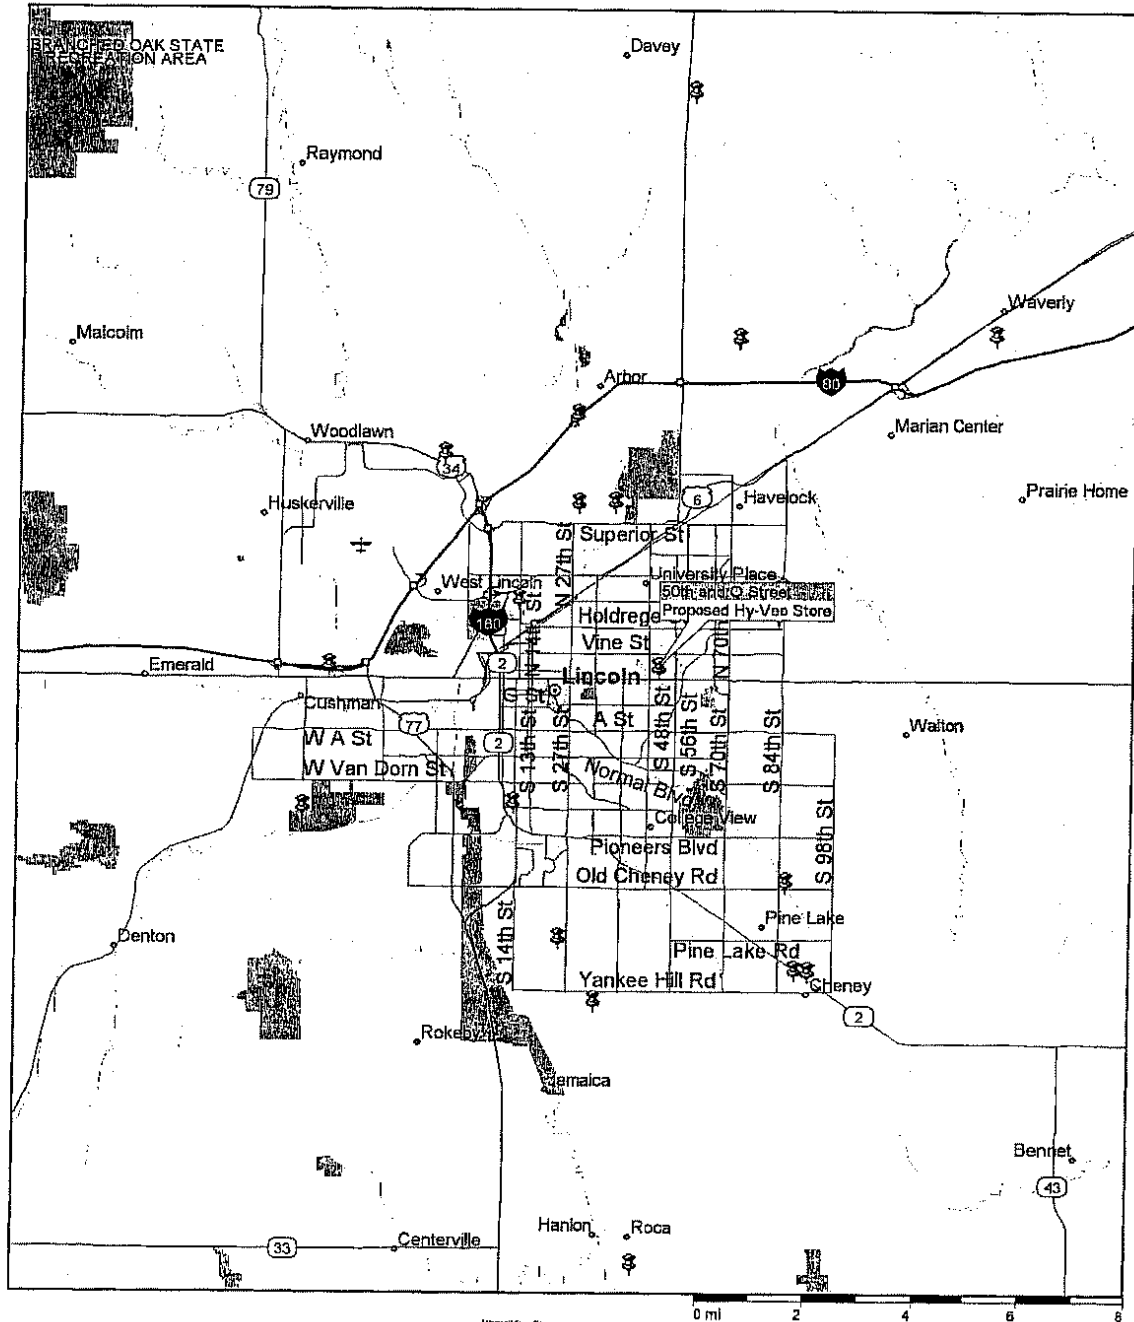 BRANCHED OAK STATE
RECREATION AREA
Davey
Raymond
79
Malcolm
Waverly
Arbor
80
Woodlawn
34
Marian Center
Huskerville
6
Havelock
Prairie Home
Superior St
N 27th St
West Lincoln
University Place
50th and O Street
Proposed Hy-Vee Store
Holdrege
180
N 14th St
Vine St
N 70th
2
Emerald
Lincoln
G St
Cushman
77
A St
S 48th St
S 56th St
S 70th St
S 84th St
Walton
W A St
2
S 13th St
S 27th St
W Van Dorn St
Normal Blvd
College View
Pioneers Blvd
S 98th St
Old Cheney Rd
S 14th St
Pine Lake
Denton
Pine Lake Rd
Yankee Hill Rd
Cheney
2
Rokeby
Jamaica
Bennet
43
Hanlon
Roca
33
Centerville
0 mi 2 4 6 8